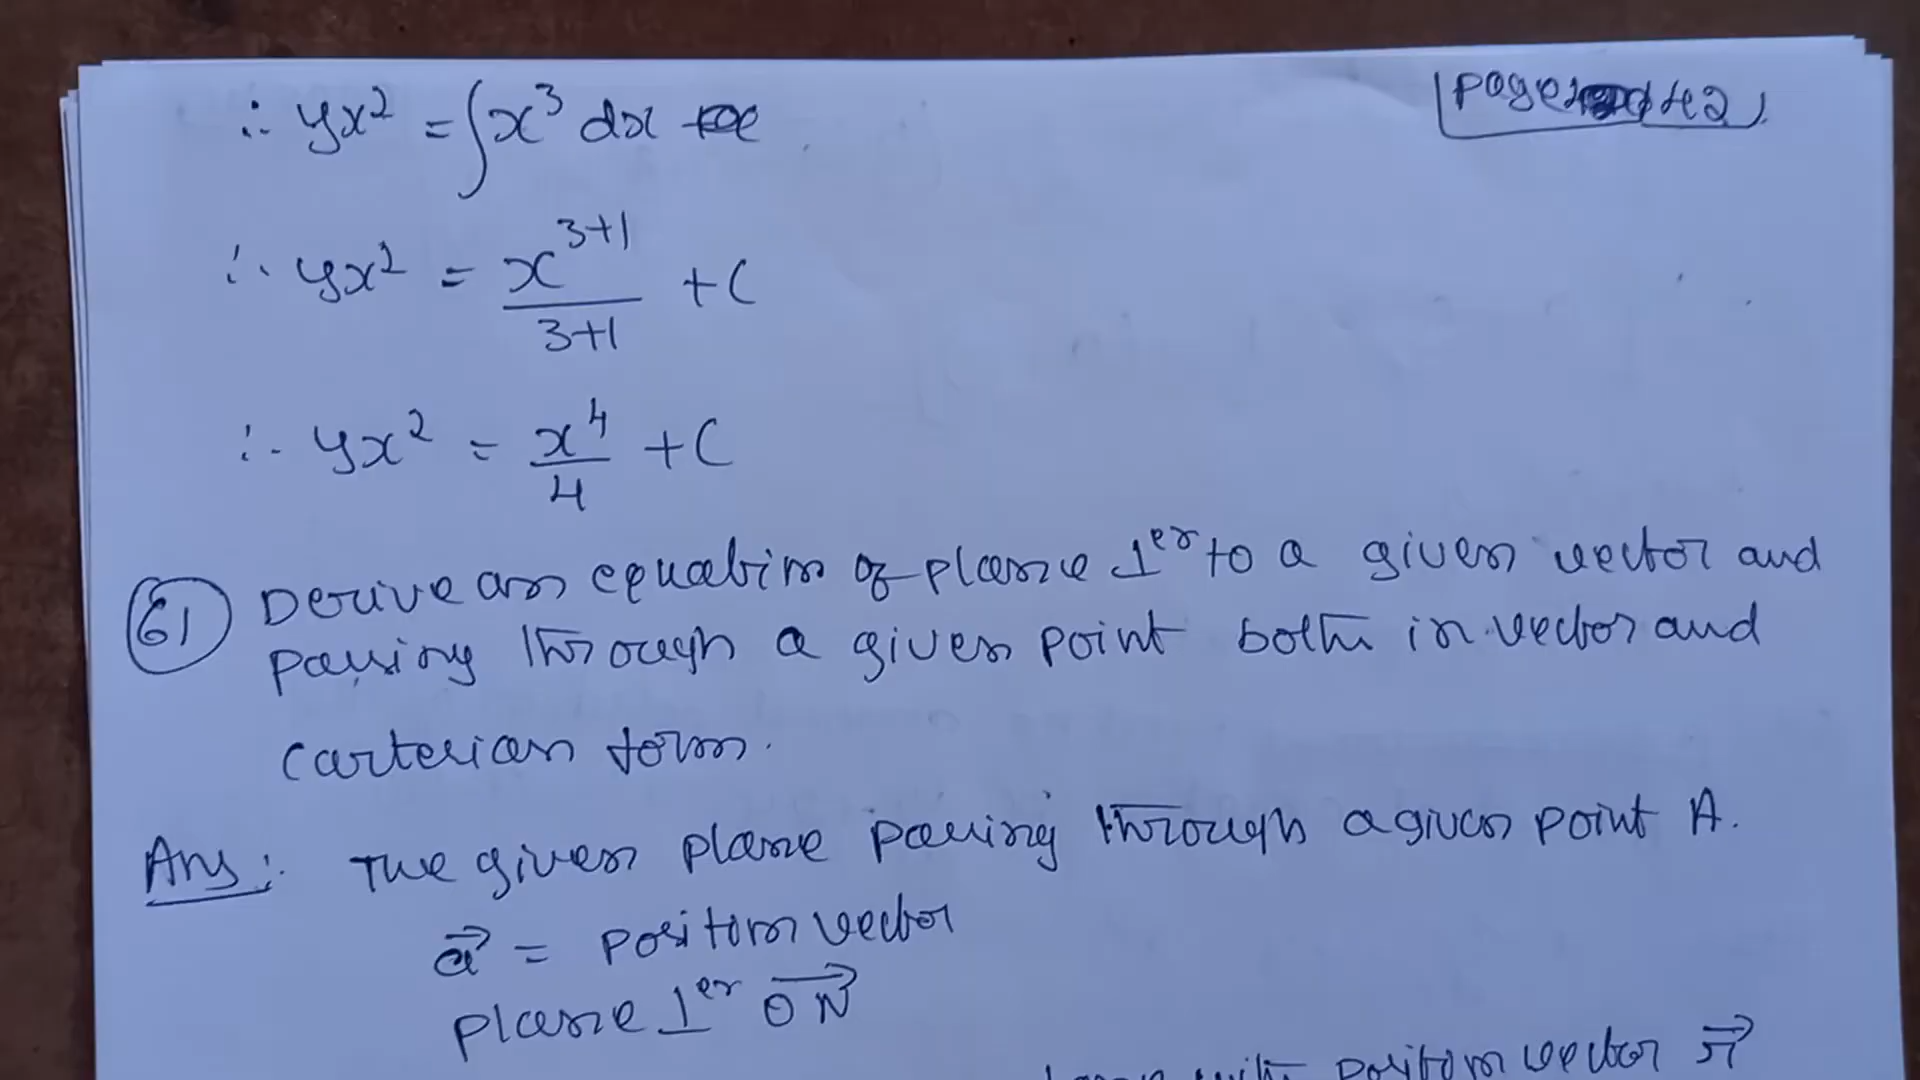 ∴ yx² = ∫x³ dx
∴ yx² = x^(3+1)/(3+1) + C
∴ yx² = x⁴/4 + C
61 Derive an equation of plane ⊥er to a given vector and
passing through a given point both in vector and
cartesian form.
Ans: The given plane passing through a given point A.
a⃗ = position vector
plane ⊥er ON⃗
with position vector r⃗